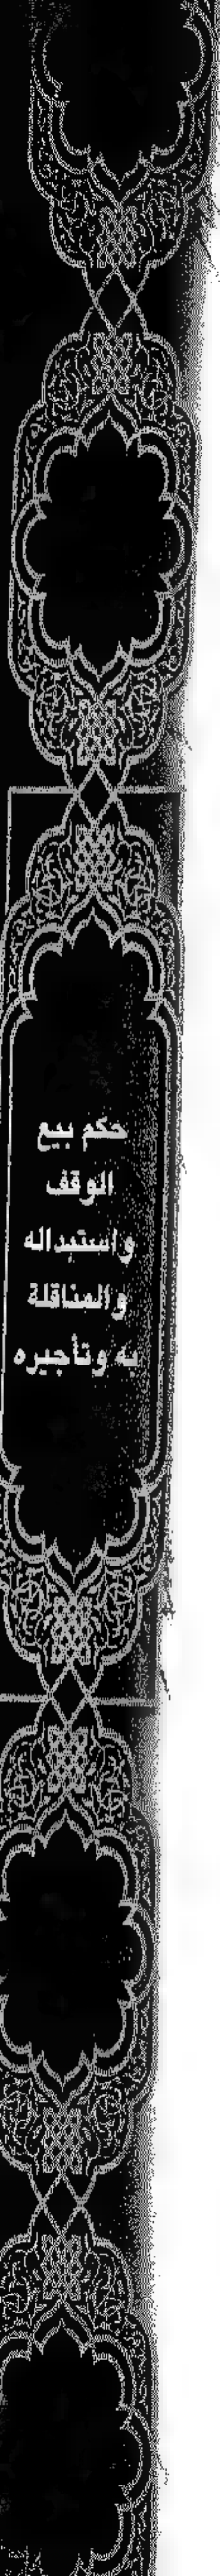 حكم بيع
الوقف
واستبداله
والمناقلة
به وتأجيره